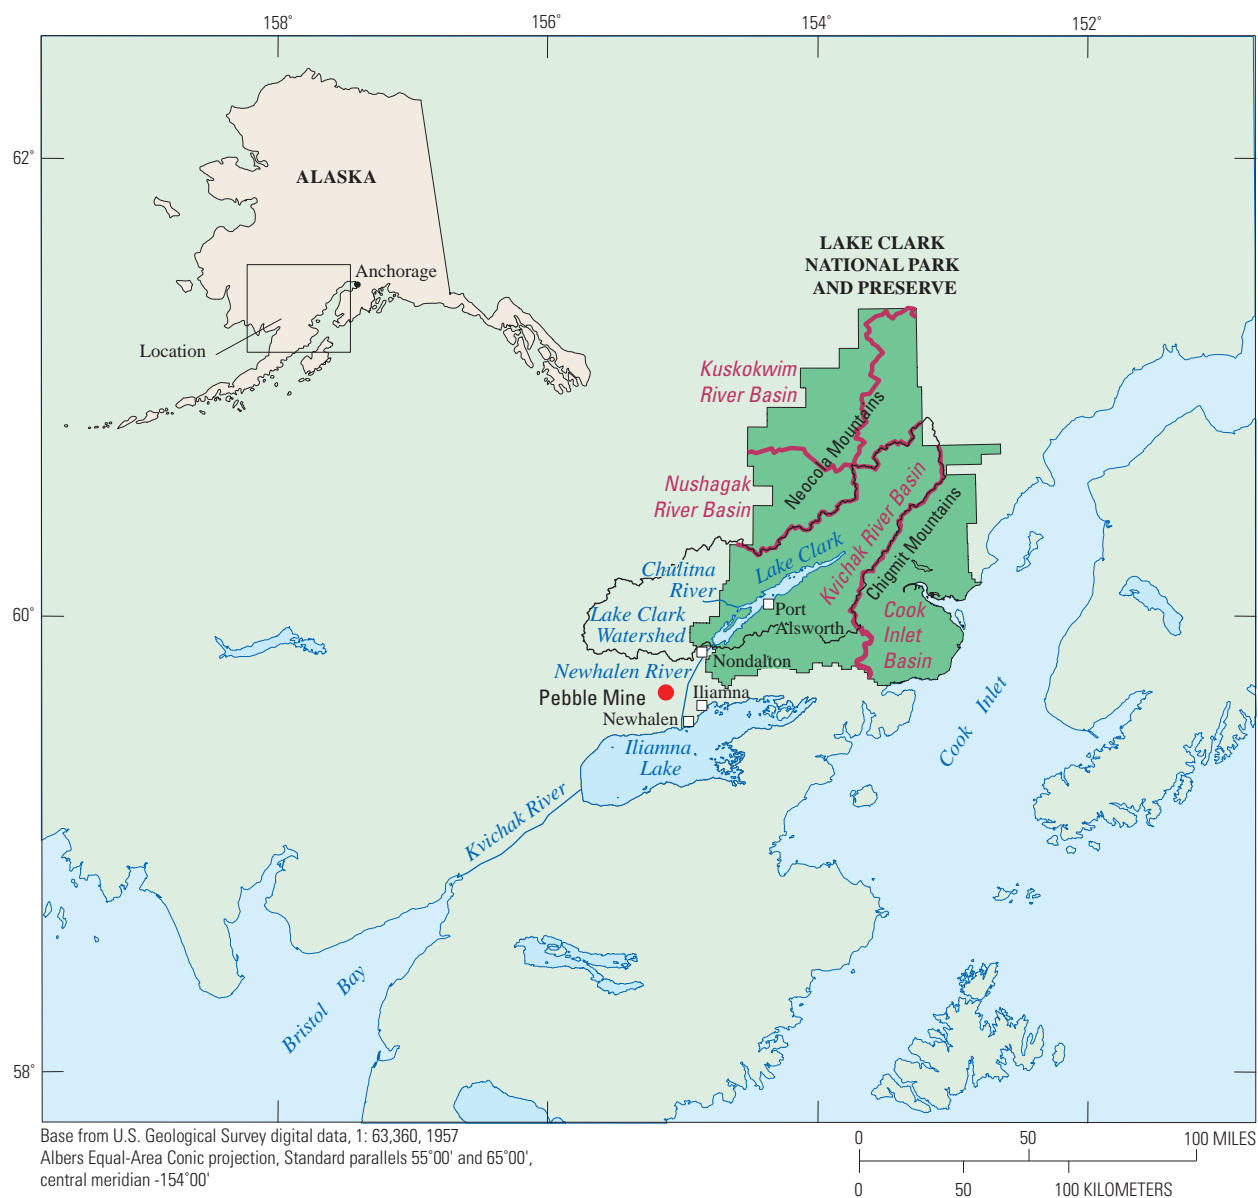 158°
156°
154°
152°
62°
60°
58°
ALASKA
Anchorage
Location
LAKE CLARK
NATIONAL PARK
AND PRESERVE
Kuskokwim
River Basin
Neocola Mountains
Nushagak
River Basin
Kvichak River Basin
Chigmit Mountains
Lake Clark
Chulitna
River
Lake Clark
Watershed
Port
Alsworth
Cook
Inlet
Basin
Nondalton
Newhalen River
Pebble Mine
Iliamna
Newhalen
Iliamna
Lake
Cook Inlet
Kvichak River
Bristol Bay
Base from U.S. Geological Survey digital data, 1: 63,360, 1957
Albers Equal-Area Conic projection, Standard parallels 55°00' and 65°00',
central meridian -154°00'
0 50 100 MILES
0 50 100 KILOMETERS